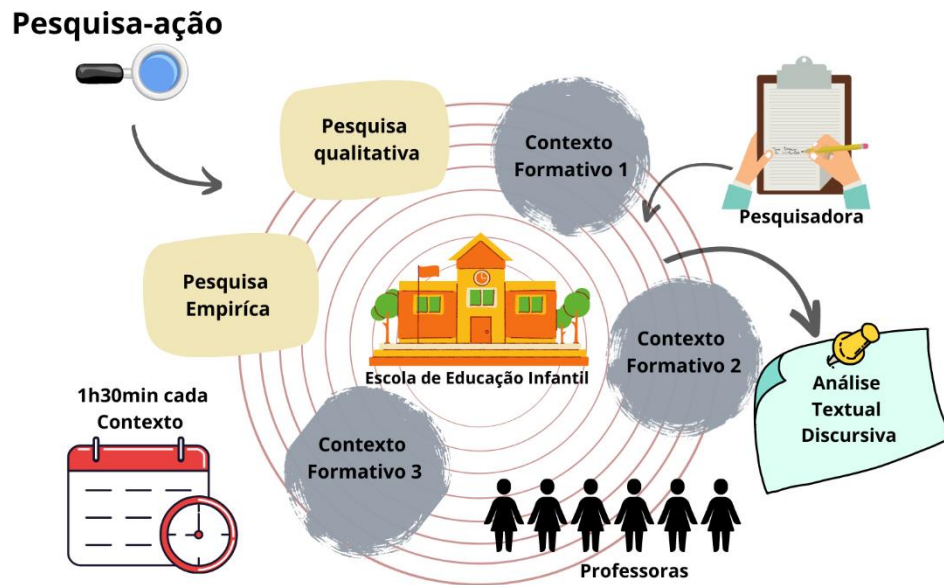 Pesquisa-ação
Pesquisa
qualitativa
Contexto
Formativo 1
Pesquisadora
Pesquisa
Empiríca
Contexto
Formativo 2
Escola de Educação Infantil
Análise
Textual
Discursiva
1h30min cada
Contexto
Contexto
Formativo 3
Professoras